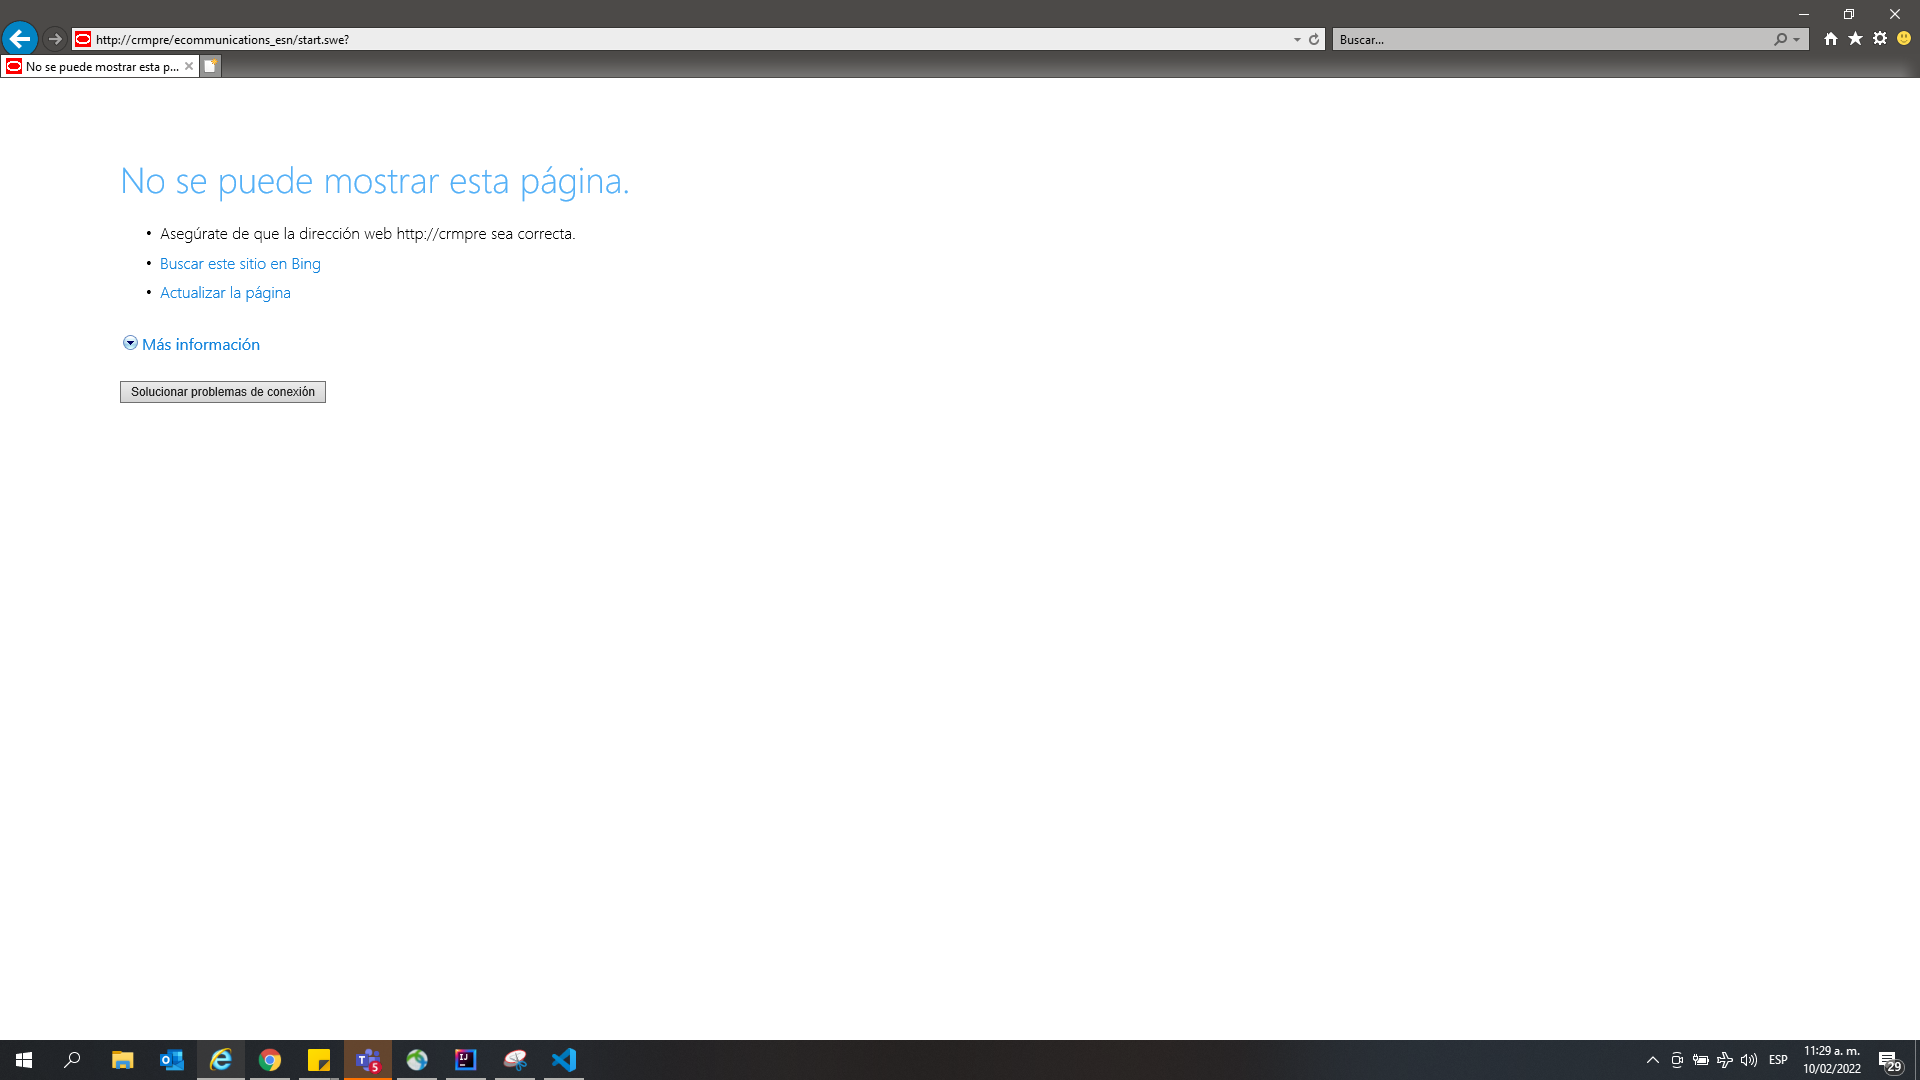 http://crmpre/ecommunications_esn/start.swe?
Buscar...
No se puede mostrar esta p...
No se puede mostrar esta página.
• Asegúrate de que la dirección web http://crmpre sea correcta.
• Buscar este sitio en Bing
• Actualizar la página
Más información
Solucionar problemas de conexión
T
5
IJ
ESP
11:29 a. m.
10/02/2022
29